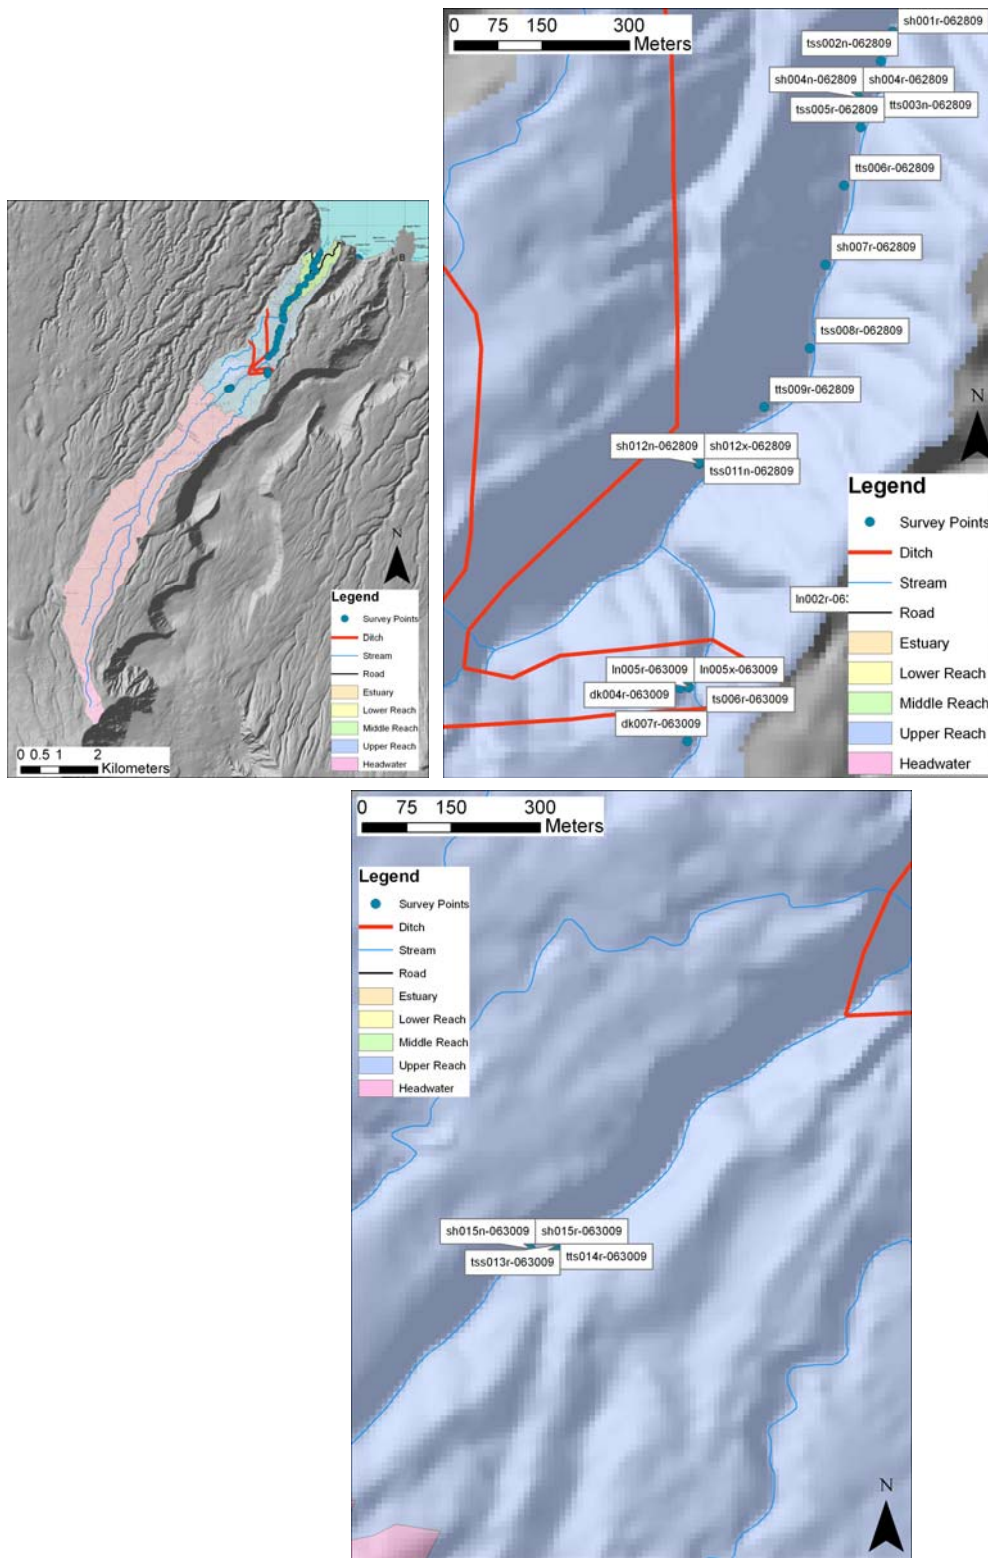 0 75 150 300
Meters
sh001r-062809
tss002n-062809
sh004n-062809 sh004r-062809
tss005r-062809 tts003n-062809
tts006r-062809
sh007r-062809
tss008r-062809
tts009r-062809
sh012n-062809 sh012x-062809
tss011n-062809
N
ln002r-063
ln005r-063009 ln005x-063009
dk004r-063009 ts006r-063009
dk007r-063009
Legend
Survey Points
Ditch
Stream
Road
Estuary
Lower Reach
Middle Reach
Upper Reach
Headwater
N
Legend
Survey Points
Ditch
Stream
Road
Estuary
Lower Reach
Middle Reach
Upper Reach
Headwater
0 0.5 1 2
Kilometers
0 75 150 300
Meters
Legend
Survey Points
Ditch
Stream
Road
Estuary
Lower Reach
Middle Reach
Upper Reach
Headwater
sh015n-063009 sh015r-063009
tss013r-063009 tts014r-063009
N